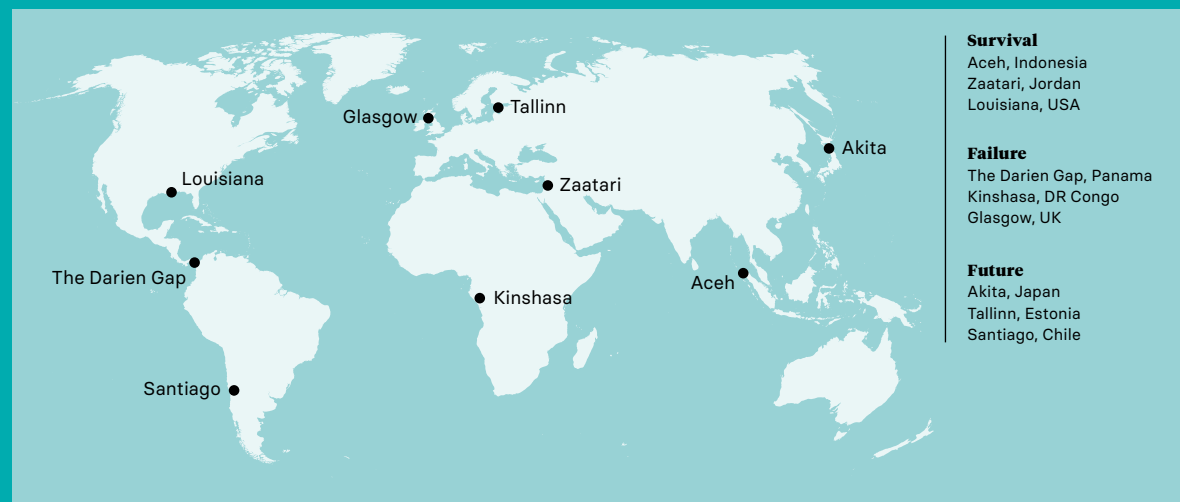 Glasgow
Tallinn
Akita
Louisiana
Zaatari
The Darien Gap
Aceh
Kinshasa
Santiago
Survival
Aceh, Indonesia
Zaatari, Jordan
Louisiana, USA
Failure
The Darien Gap, Panama
Kinshasa, DR Congo
Glasgow, UK
Future
Akita, Japan
Tallinn, Estonia
Santiago, Chile